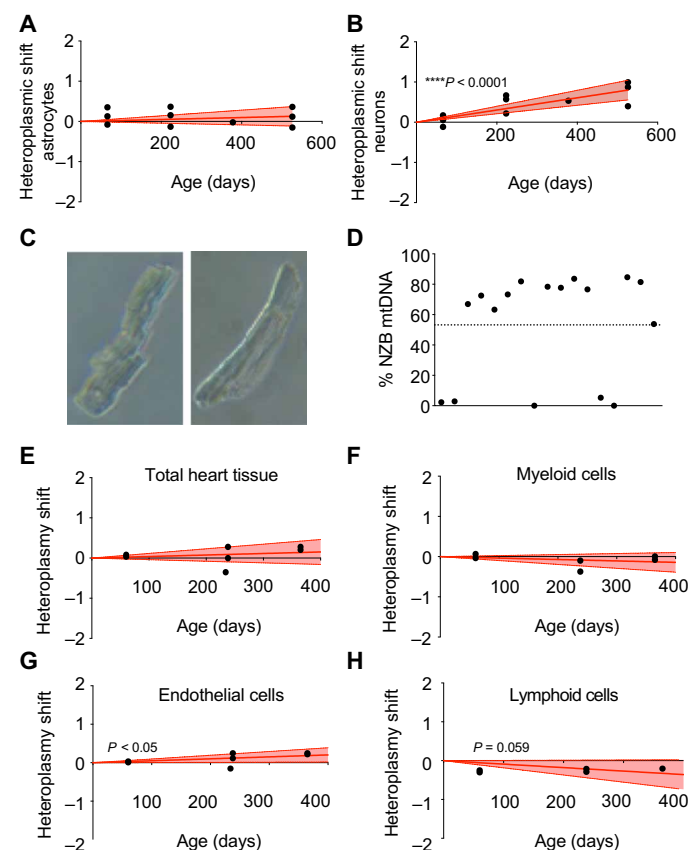 A
Heteropplasmic shift
astrocytes
2
1
0
–1
–2
200
400
600
Age (days)
B
Heteropplasmic shift
neurons
2
1
0
–1
–2
****P < 0.0001
200
400
600
Age (days)
C
D
% NZB mtDNA
100
80
60
40
20
0
E
Total heart tissue
Heteroplasmy shift
2
1
0
–1
–2
100
200
300
400
Age (days)
F
Myeloid cells
Heteroplasmy shift
2
1
0
–1
–2
100
200
300
400
Age (days)
G
Endothelial cells
Heteroplasmy shift
2
1
0
–1
–2
P < 0.05
100
200
300
400
Age (days)
H
Lymphoid cells
Heteroplasmy shift
2
1
0
–1
–2
P = 0.059
100
200
300
400
Age (days)